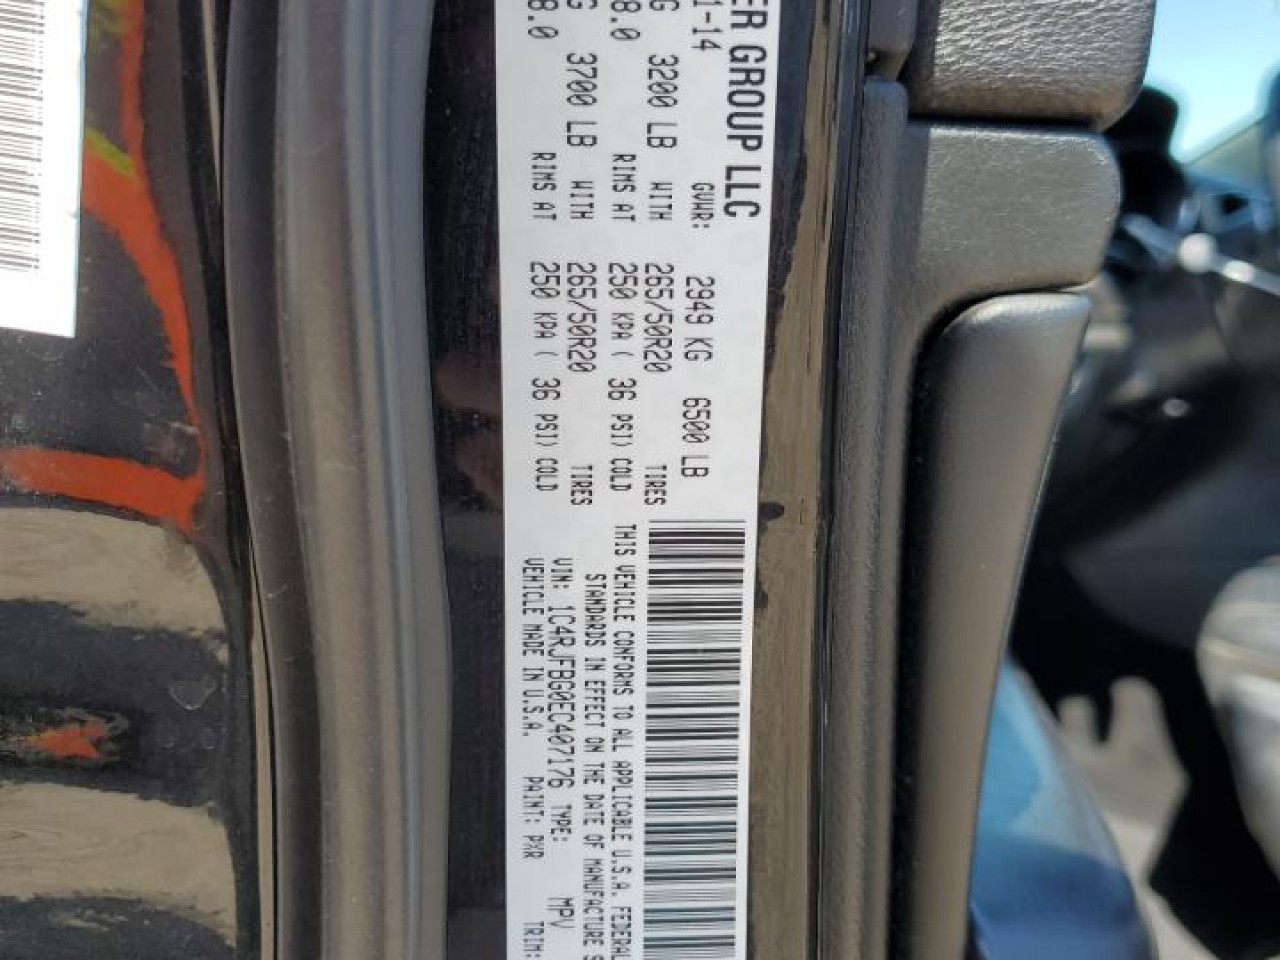 ER GROUP LLC
1-14 GVWR: 2949 KG 6500 LB
G 3200 LB WITH 265/50R20 TIRES
8.0 RIMS AT 250 KPA ( 36 PSI) COLD
G 3700 LB WITH 265/50R20 TIRES
8.0 RIMS AT 250 KPA ( 36 PSI) COLD
THIS VEHICLE CONFORMS TO ALL APPLICABLE U.S.A. FEDERAL
STANDARDS IN EFFECT ON THE DATE OF MANUFACTURE S
VIN: 1C4RJFBG0EC407176 TYPE: MPV
VEHICLE MADE IN U.S.A. PAINT: PXR TRIM: